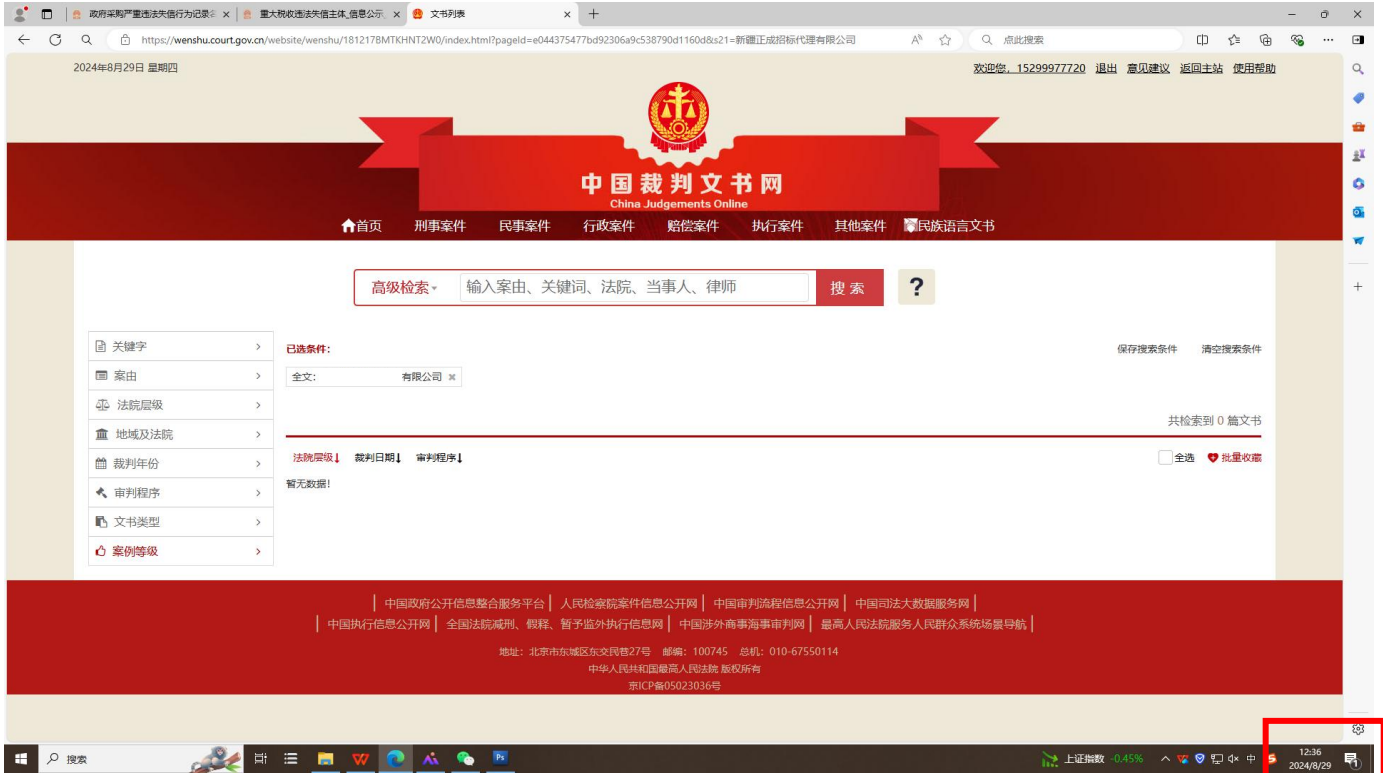 政府采购严重违法失信行为记录名
重大税收违法失信主体_信息公示_
文书列表
https://wenshu.court.gov.cn/website/wenshu/181217BMTKHNT2W0/index.html?pageId=e044375477bd92306a9c538790d1160d&s21=新疆正成招标代理有限公司
点此搜索
2024年8月29日 星期四
欢迎您，15299977720 退出 意见建议 返回主站 使用帮助
中国裁判文书网
China Judgements Online
首页 刑事案件 民事案件 行政案件 赔偿案件 执行案件 其他案件 民族语言文书
高级检索 输入案由、关键词、法院、当事人、律师 搜索 ?
关键字
案由
法院层级
地域及法院
裁判年份
审判程序
文书类型
案例等级
已选条件: 保存搜索条件 清空搜索条件
全文: 有限公司
共检索到 0 篇文书
法院层级 裁判日期 审判程序 全选 批量收藏
暂无数据!
中国政府公开信息整合服务平台 | 人民检察院案件信息公开网 | 中国审判流程信息公开网 | 中国司法大数据服务网 |
中国执行信息公开网 | 全国法院减刑、假释、暂予监外执行信息网 | 中国涉外商事海事审判网 | 最高人民法院服务人民群众系统场景导航 |
地址: 北京市东城区东交民巷27号 邮编: 100745 总机: 010-67550114
中华人民共和国最高人民法院 版权所有
京ICP备05023036号
搜索
Ps
上证指数 -0.45%
中
12:36
2024/8/29